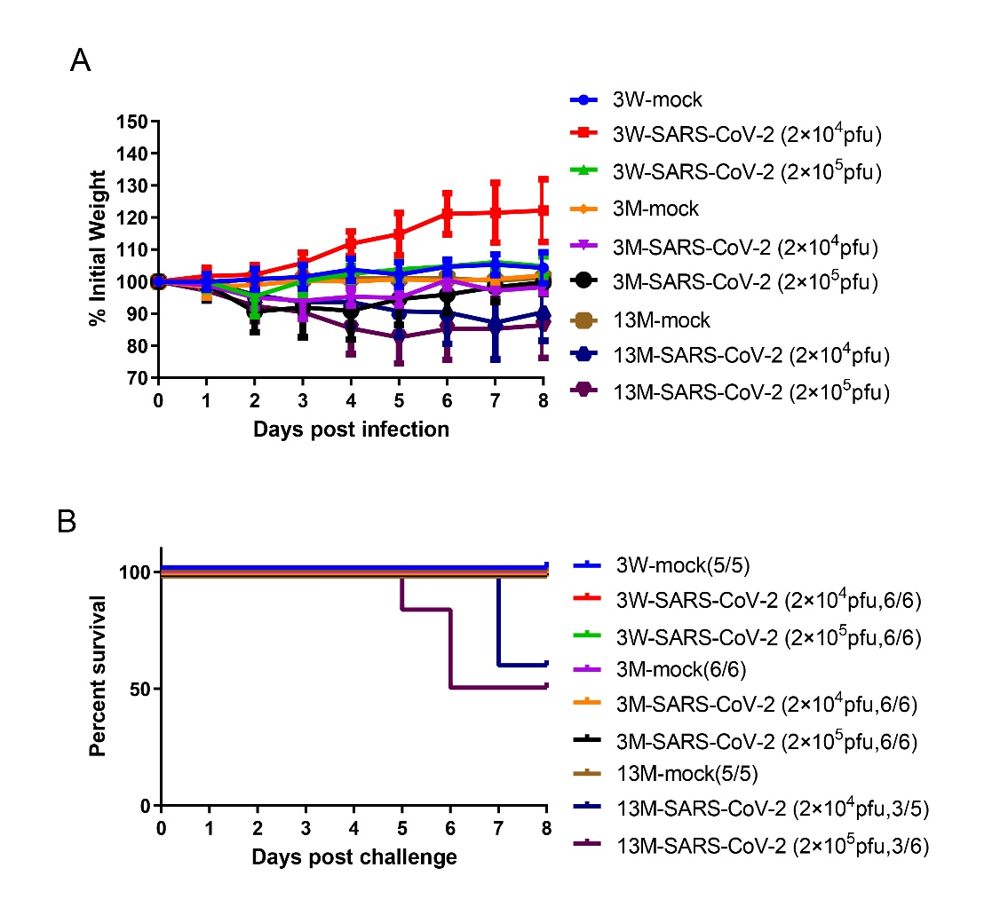 A
% Initial Weight
150
140
130
120
110
100
90
80
70
0 1 2 3 4 5 6 7 8
Days post infection
3W-mock
3W-SARS-CoV-2 (2×10⁴pfu)
3W-SARS-CoV-2 (2×10⁵pfu)
3M-mock
3M-SARS-CoV-2 (2×10⁴pfu)
3M-SARS-CoV-2 (2×10⁵pfu)
13M-mock
13M-SARS-CoV-2 (2×10⁴pfu)
13M-SARS-CoV-2 (2×10⁵pfu)
B
Percent survival
100
50
0
0 1 2 3 4 5 6 7 8
Days post challenge
3W-mock(5/5)
3W-SARS-CoV-2 (2×10⁴pfu,6/6)
3W-SARS-CoV-2 (2×10⁵pfu,6/6)
3M-mock(6/6)
3M-SARS-CoV-2 (2×10⁴pfu,6/6)
3M-SARS-CoV-2 (2×10⁵pfu,6/6)
13M-mock(5/5)
13M-SARS-CoV-2 (2×10⁴pfu,3/5)
13M-SARS-CoV-2 (2×10⁵pfu,3/6)